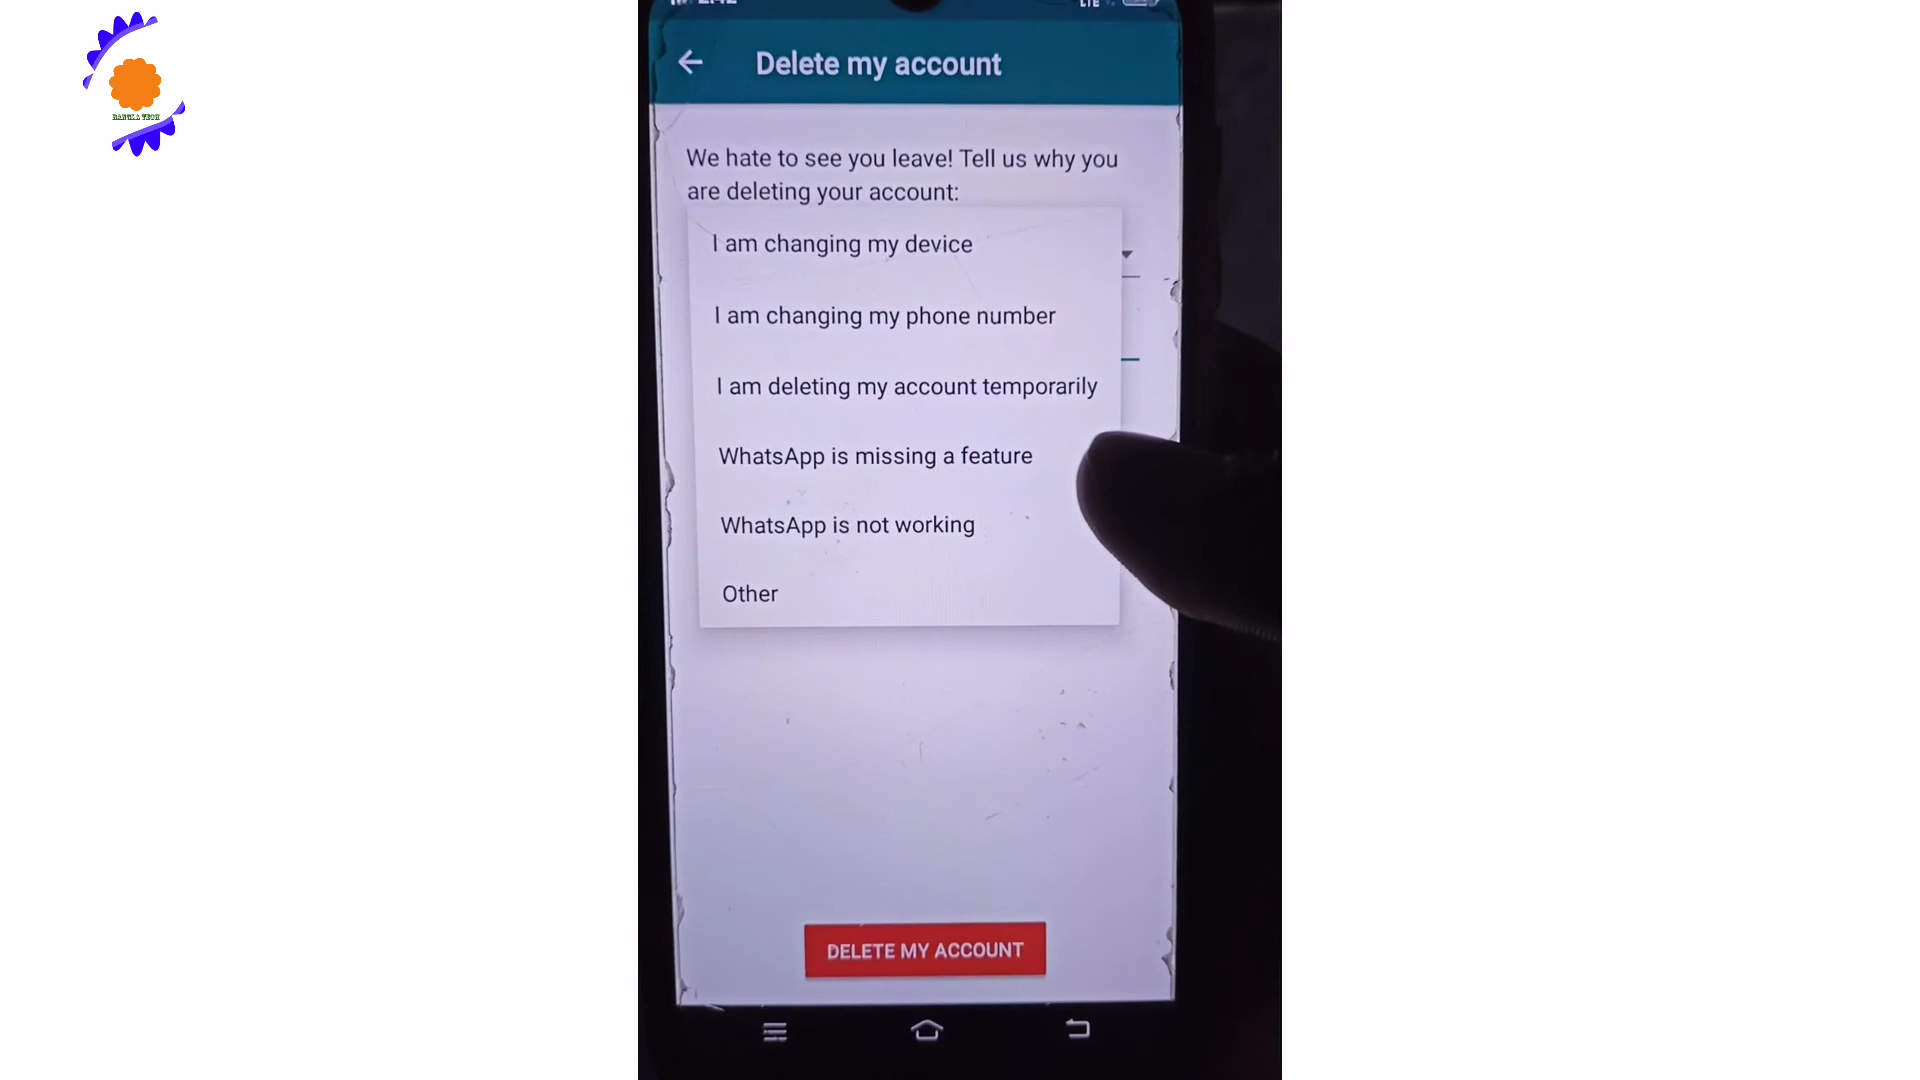 Delete my account
We hate to see you leave! Tell us why you
are deleting your account:
I am changing my device
I am changing my phone number
I am deleting my account temporarily
WhatsApp is missing a feature
WhatsApp is not working
Other
DELETE MY ACCOUNT
BANGLA TECH